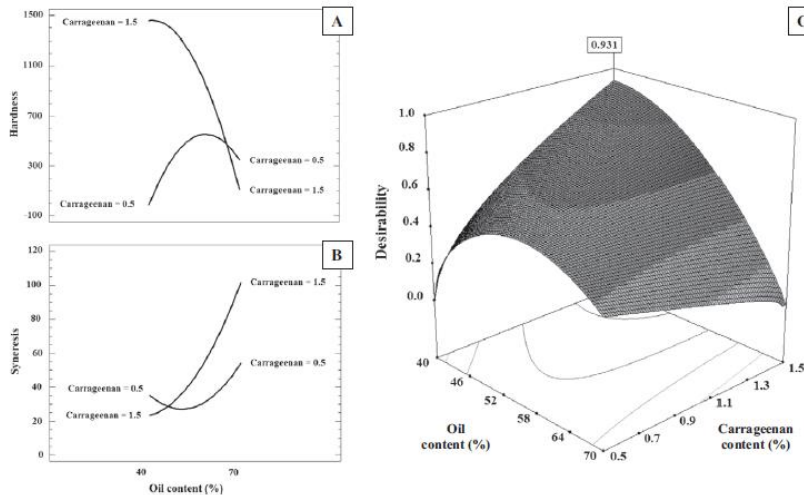 A
1500
1100
700
300
-100
Hardness
Carrageenan = 1.5
Carrageenan = 0.5
Carrageenan = 0.5
Carrageenan = 1.5
B
120
100
80
60
40
20
0
Syneresis
Carrageenan = 1.5
Carrageenan = 0.5
Carrageenan = 0.5
Carrageenan = 1.5
40
70
Oil content (%)
0.931
1.0
0.8
0.6
0.4
0.2
0.0
Desirability
40
46
52
58
64
70
Oil
content (%)
0.5
0.7
0.9
1.1
1.3
1.5
Carrageenan
content (%)